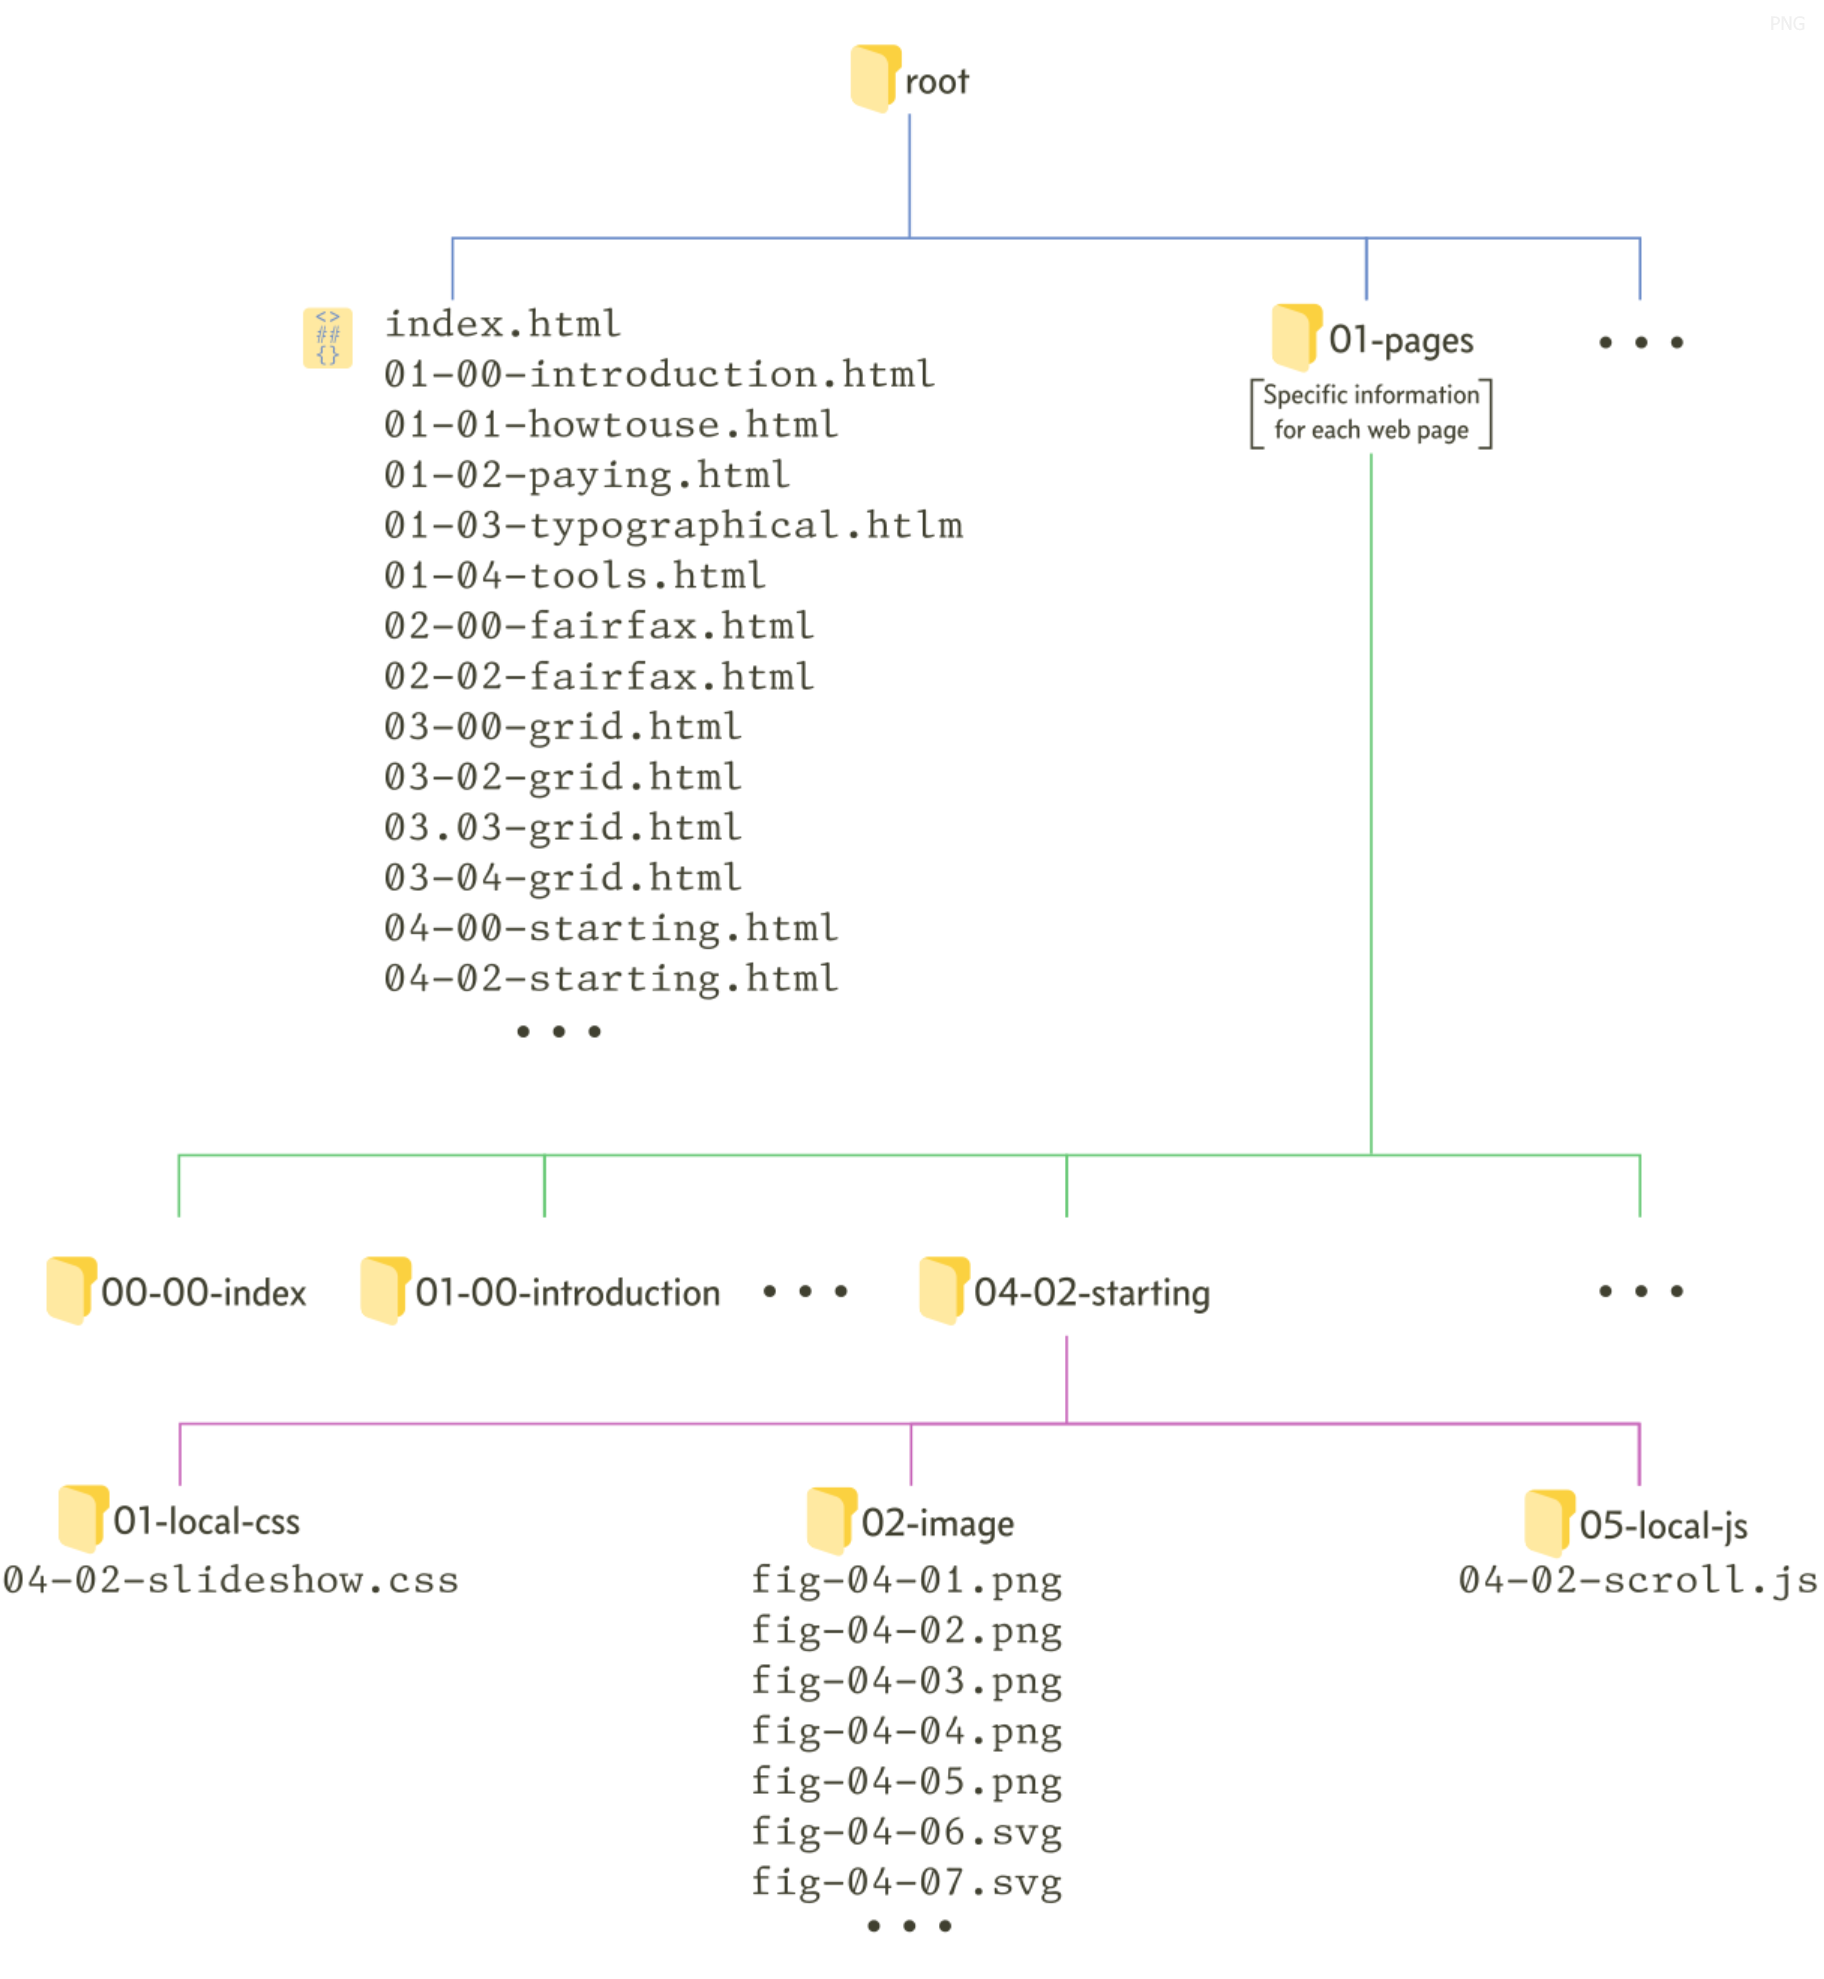 PNG
root
<>
##
{}
index.html
01-00-introduction.html
01-01-howtouse.html
01-02-paying.html
01-03-typographical.htlm
01-04-tools.html
02-00-fairfax.html
02-02-fairfax.html
03-00-grid.html
03-02-grid.html
03.03-grid.html
03-04-grid.html
04-00-starting.html
04-02-starting.html
• • •
01-pages
[Specific information
for each web page]
• • •
00-00-index
01-00-introduction
• • •
04-02-starting
• • •
01-local-css
04-02-slideshow.css
02-image
fig-04-01.png
fig-04-02.png
fig-04-03.png
fig-04-04.png
fig-04-05.png
fig-04-06.svg
fig-04-07.svg
• • •
05-local-js
04-02-scroll.js